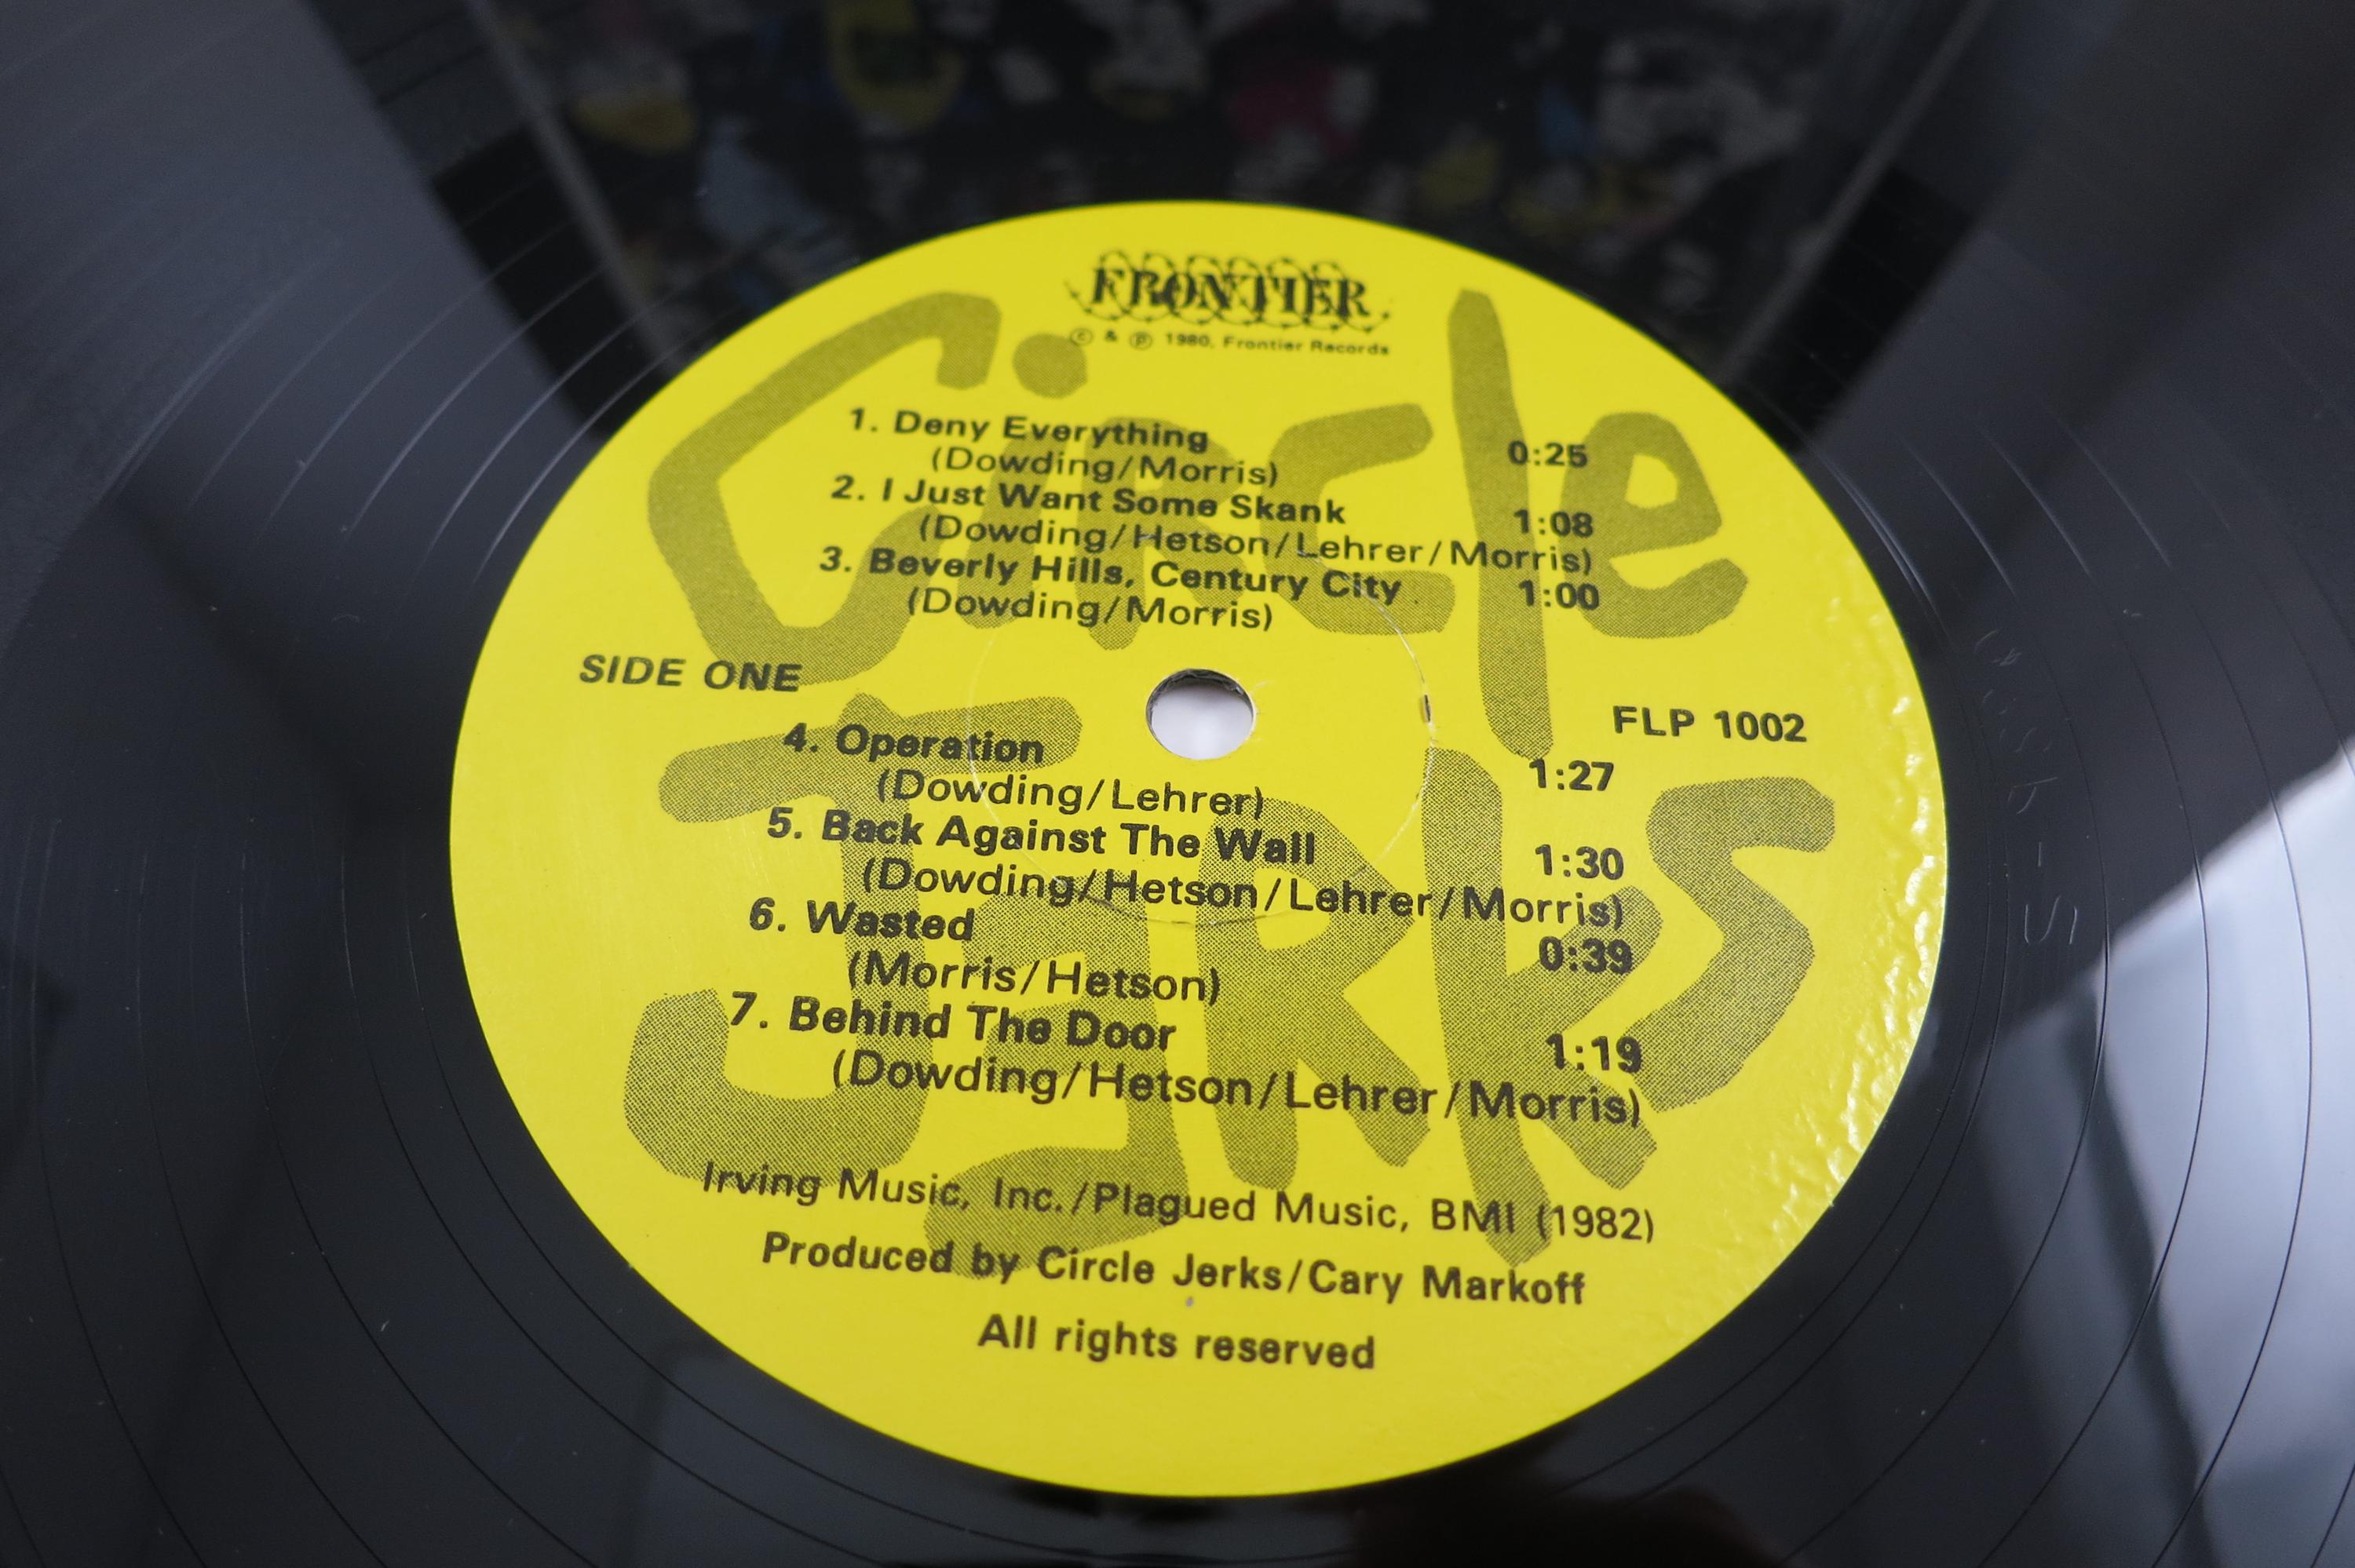 FRONTIER
© & ℗ 1980, Frontier Records
Circle
JERKS
1. Deny Everything 0:25
(Dowding/Morris)
2. I Just Want Some Skank 1:08
(Dowding/Hetson/Lehrer/Morris)
3. Beverly Hills, Century City 1:00
(Dowding/Morris)
SIDE ONE
FLP 1002
4. Operation 1:27
(Dowding/Lehrer)
5. Back Against The Wall 1:30
(Dowding/Hetson/Lehrer/Morris)
6. Wasted 0:39
(Morris/Hetson)
7. Behind The Door 1:19
(Dowding/Hetson/Lehrer/Morris)
Irving Music, Inc./Plagued Music, BMI (1982)
Produced by Circle Jerks/Cary Markoff
All rights reserved